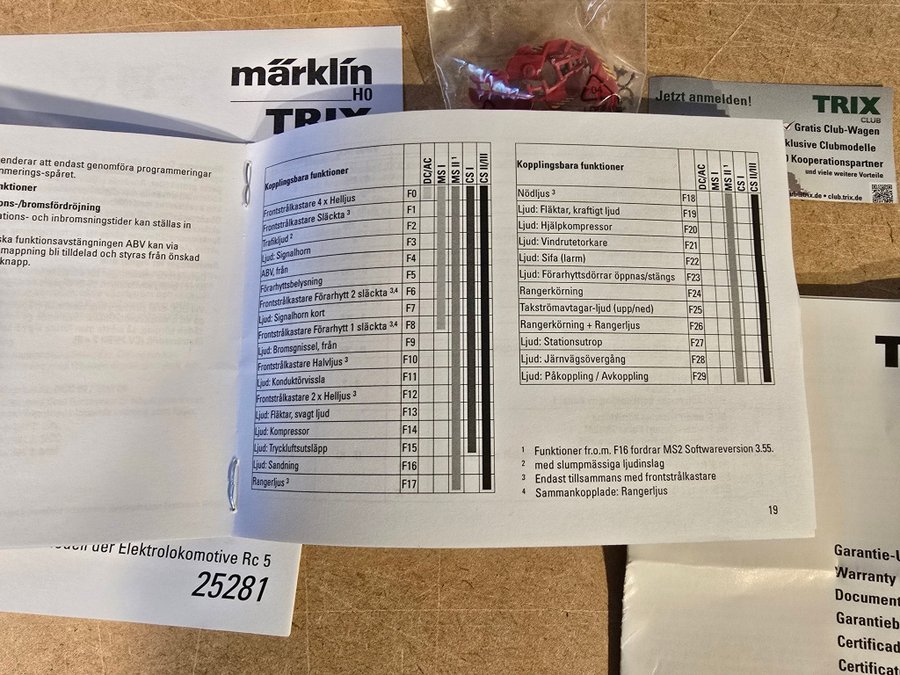 märklin
H0
TRIX
Jetzt anmelden!
TRIX
CLUB
Gratis Club-Wagen
klusive Clubmodelle
0 Kooperationspartner
und viele weitere Vorteile
trix.de • club.trix.de
enderar att endast genomföra programmeringar
mmerings-spåret.
nktioner
ons-/bromsfördröjning
ations- och inbromsningstider kan ställas in
ska funktionsavstängningen ABV kan via
mappning bli tilldelad och styras från önskad
knapp.
Kopplingsbara funktioner DC/AC MS I MS II 1 CS I CS II/III
Frontstrålkastare 4 x Helljus F0
Frontstrålkastare Släckta 3 F1
Trafikljud 2 F2
Ljud: Signalhorn F3
ABV, från F4
Förarhyttsbelysning F5
Frontstrålkastare Förarhytt 2 släckta 3,4 F6
Ljud: Signalhorn kort F7
Frontstrålkastare Förarhytt 1 släckta 3,4 F8
Ljud: Bromsgnissel, från F9
Frontstrålkastare Halvljus 3 F10
Ljud: Konduktörvissla F11
Frontstrålkastare 2 x Helljus 3 F12
Ljud: Fläktar, svagt ljud F13
Ljud: Kompressor F14
Ljud: Tryckluftsutsläpp F15
Ljud: Sandning F16
Rangerljus 3 F17
Kopplingsbara funktioner DC/AC MS I MS II 1 CS I CS II/III
Nödljus 3 F18
Ljud: Fläktar, kraftigt ljud F19
Ljud: Hjälpkompressor F20
Ljud: Vindrutetorkare F21
Ljud: Sifa (larm) F22
Ljud: Förarhyttsdörrar öppnas/stängs F23
Rangerkörning F24
Takströmavtagar-ljud (upp/ned) F25
Rangerkörning + Rangerljus F26
Ljud: Stationsutrop F27
Ljud: Järnvägsövergång F28
Ljud: Påkoppling / Avkoppling F29
1 Funktioner fr.o.m. F16 fordrar MS2 Softwareversion 3.55.
2 med slumpmässiga ljudinslag
3 Endast tillsammans med frontstrålkastare
4 Sammankopplade: Rangerljus
19
der Elektrolokomotive Rc 5
25281
T
Garantie-U
Warranty
Document
Garantieb
Certificad
Certificat